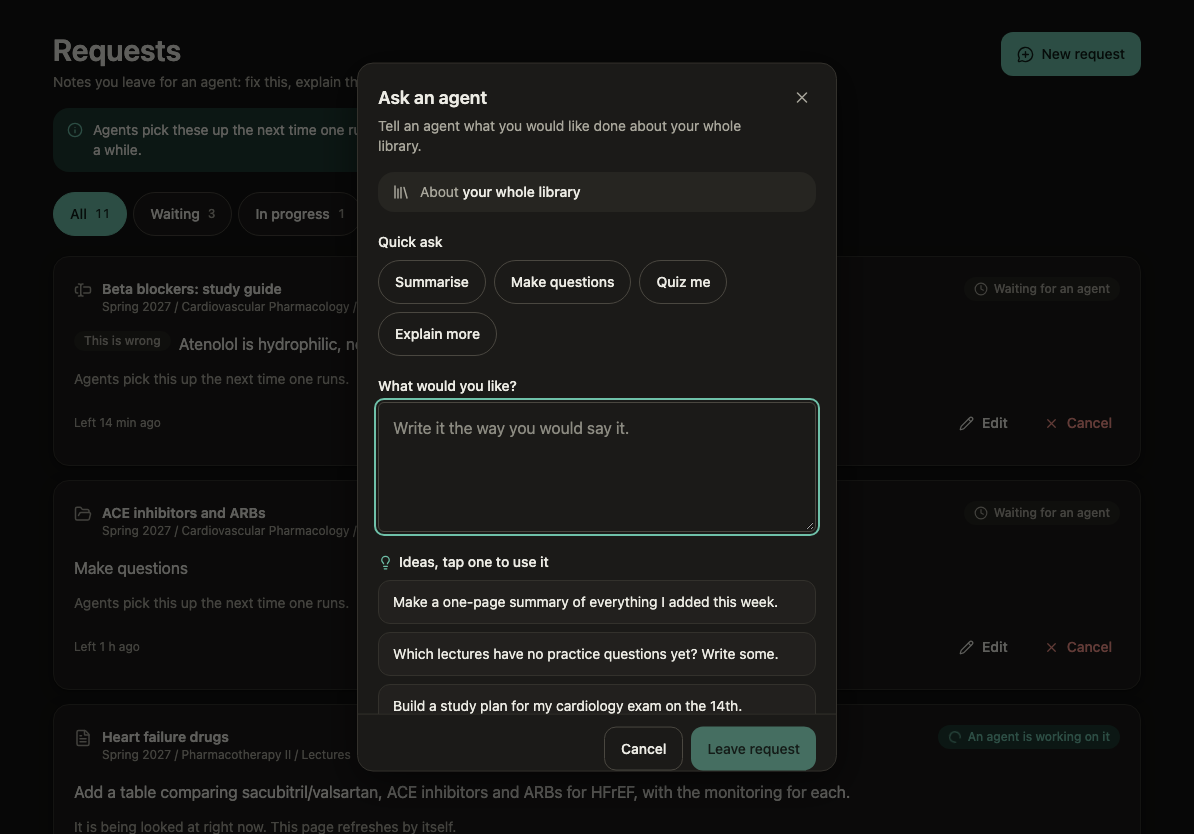 Requests
New request
Notes you leave for an agent: fix this, explain
Agents pick these up the next time one
a while.
All 11
Waiting 3
In progress 1
Beta blockers: study guide
Spring 2027 / Cardiovascular Pharmacology /
Waiting for an agent
This is wrong
Atenolol is hydrophilic,
Agents pick this up the next time one runs.
Left 14 min ago
Edit
Cancel
ACE inhibitors and ARBs
Spring 2027 / Cardiovascular Pharmacology /
Waiting for an agent
Make questions
Agents pick this up the next time one runs.
Left 1 h ago
Edit
Cancel
Heart failure drugs
Spring 2027 / Pharmacotherapy II / Lectures
An agent is working on it
Add a table comparing sacubitril/valsartan, ACE inhibitors and ARBs for HFrEF, with the monitoring for each.
It is being looked at right now. This page refreshes by itself.
Ask an agent
Tell an agent what you would like done about your whole
library.
About your whole library
Quick ask
Summarise
Make questions
Quiz me
Explain more
What would you like?
Write it the way you would say it.
Ideas, tap one to use it
Make a one-page summary of everything I added this week.
Which lectures have no practice questions yet? Write some.
Build a study plan for my cardiology exam on the 14th.
Cancel
Leave request